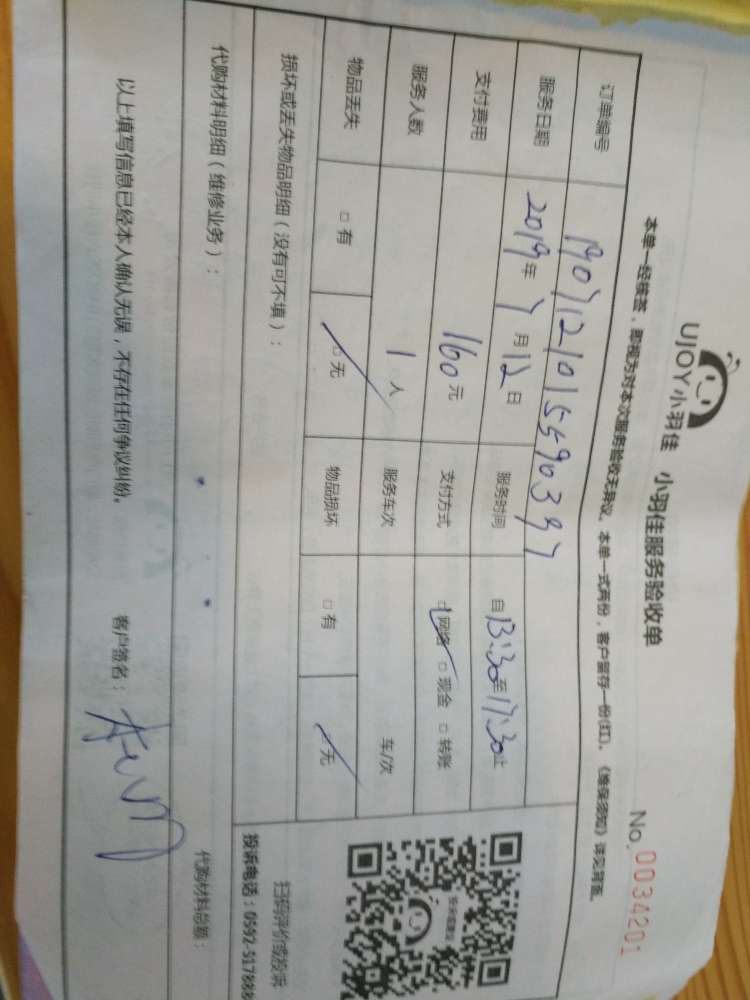 UJOY小羽佳 小羽佳服务验收单
No. 0034201
本单一经核签，即视为对本次服务验收无异议。本单一式两份，客户留存一份(红)。《维保须知》详见背面。
订单编号 1907121015590397
服务日期 2019年7月12日 服务时间 自13:30至17:30止
支付费用 160元 支付方式 □网络 □现金 □转账
服务人数 1人 服务车次 车/次
物品丢失 □有 □无 物品损坏 □有 □无
损坏或丢失物品明细（没有可不填）：
扫码评价或投诉
投诉电话：0592-517888
代购材料明细（维修业务）：
代购材料总额：
以上填写信息已经本人确认无误，不存在任何争议纠纷。
客户签名：